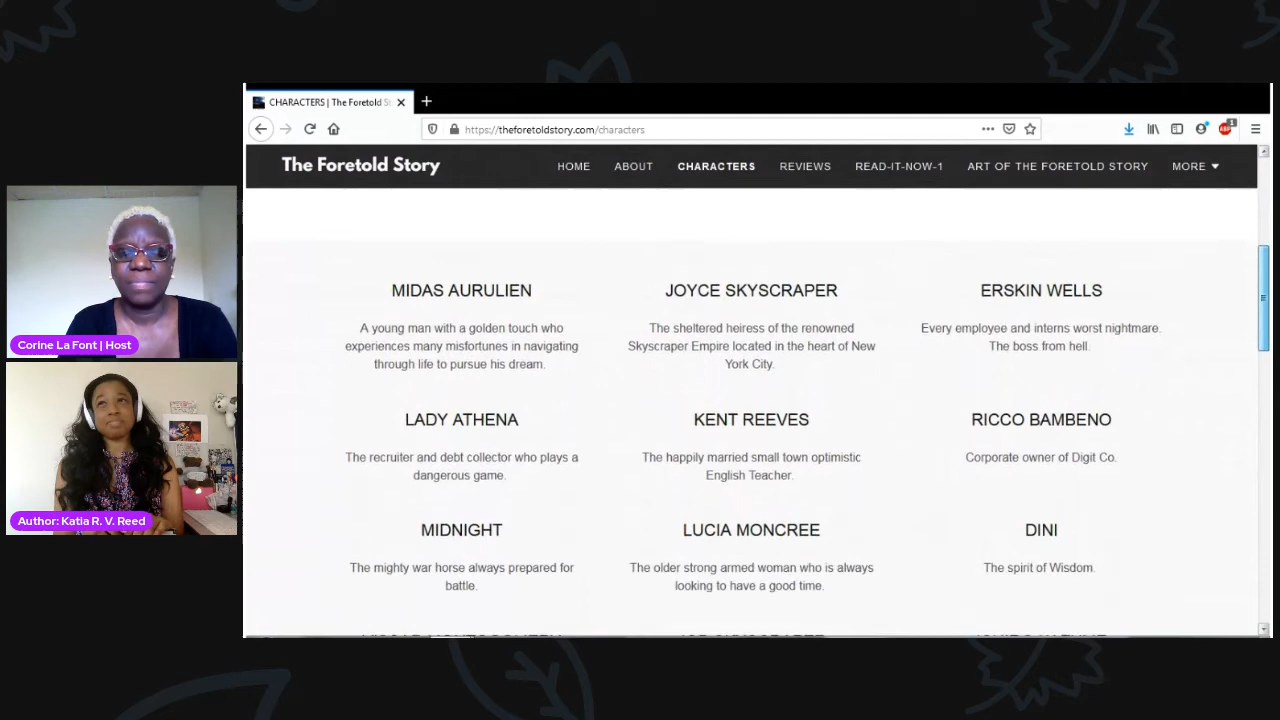 CHARACTERS | The Foretold St
https://theforetoldstory.com/characters
ABP
1
The Foretold Story
HOME ABOUT CHARACTERS REVIEWS READ-IT-NOW-1 ART OF THE FORETOLD STORY MORE
MIDAS AURULIEN
A young man with a golden touch who
experiences many misfortunes in navigating
through life to pursue his dream.
JOYCE SKYSCRAPER
The sheltered heiress of the renowned
Skyscraper Empire located in the heart of New
York City.
ERSKIN WELLS
Every employee and interns worst nightmare.
The boss from hell.
LADY ATHENA
The recruiter and debt collector who plays a
dangerous game.
KENT REEVES
The happily married small town optimistic
English Teacher.
RICCO BAMBENO
Corporate owner of Digit Co.
MIDNIGHT
The mighty war horse always prepared for
battle.
LUCIA MONCREE
The older strong armed woman who is always
looking to have a good time.
DINI
The spirit of Wisdom.
Corine La Font | Host
Author: Katia R. V. Reed